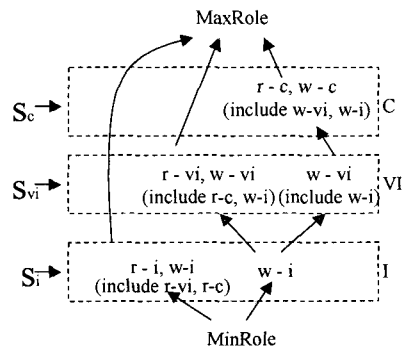 MaxRole
r - c, w - c
(include w-vi, w-i)
C
Sc
r - vi, w - vi
(include r-c, w-i)
w - vi
(include w-i)
VI
Svi
r - i, w-i
(include r-vi, r-c)
w - i
I
Si
MinRole